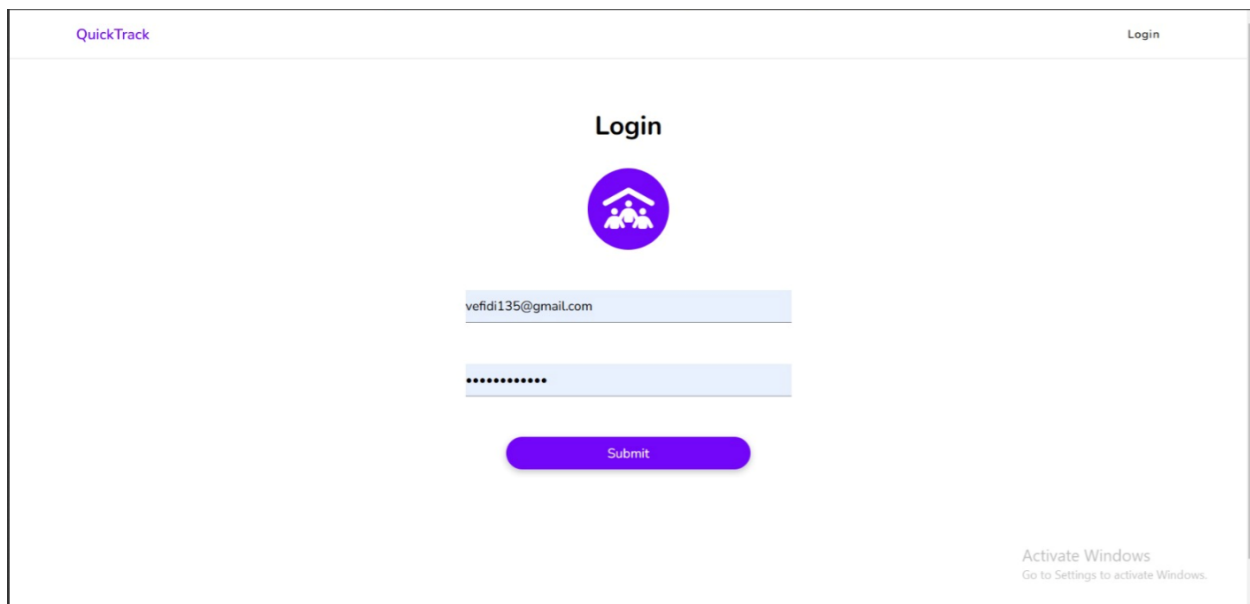 QuickTrack
Login
Login
vefidi135@gmail.com
••••••••••••
Submit
Activate Windows
Go to Settings to activate Windows.